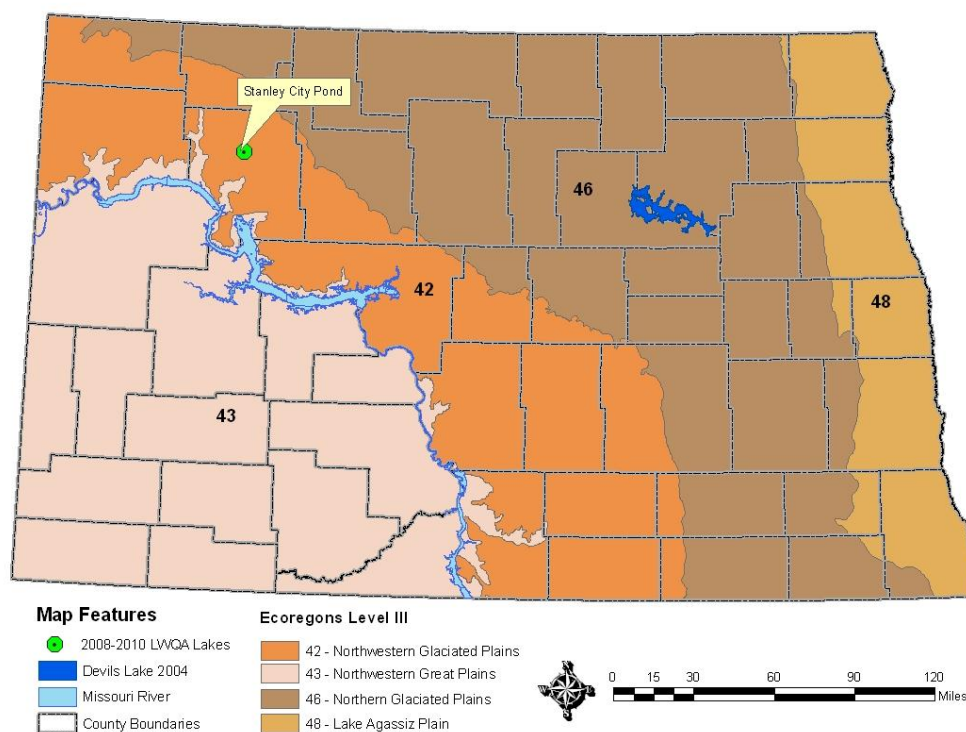 Stanley City Pond
46
42
48
43
Map Features
2008-2010 LWQA Lakes
Devils Lake 2004
Missouri River
County Boundaries
Ecoregons Level III
42 - Northwestern Glaciated Plains
43 - Northwestern Great Plains
46 - Northern Glaciated Plains
48 - Lake Agassiz Plain
N
W E
S
0 15 30 60 90 120
Miles